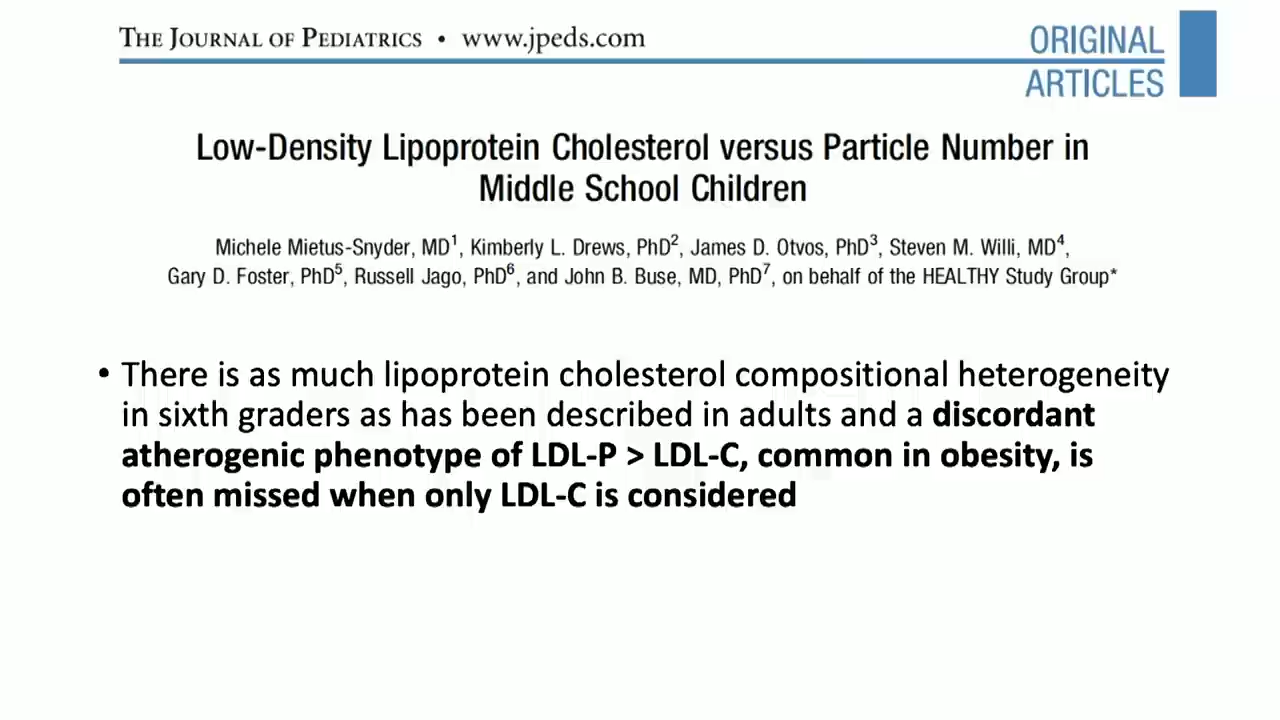 THE JOURNAL OF PEDIATRICS • www.jpeds.com
ORIGINAL
ARTICLES
Low-Density Lipoprotein Cholesterol versus Particle Number in
Middle School Children
Michele Mietus-Snyder, MD1, Kimberly L. Drews, PhD2, James D. Otvos, PhD3, Steven M. Willi, MD4,
Gary D. Foster, PhD5, Russell Jago, PhD6, and John B. Buse, MD, PhD7, on behalf of the HEALTHY Study Group*
• There is as much lipoprotein cholesterol compositional heterogeneity
in sixth graders as has been described in adults and a discordant
atherogenic phenotype of LDL-P > LDL-C, common in obesity, is
often missed when only LDL-C is considered